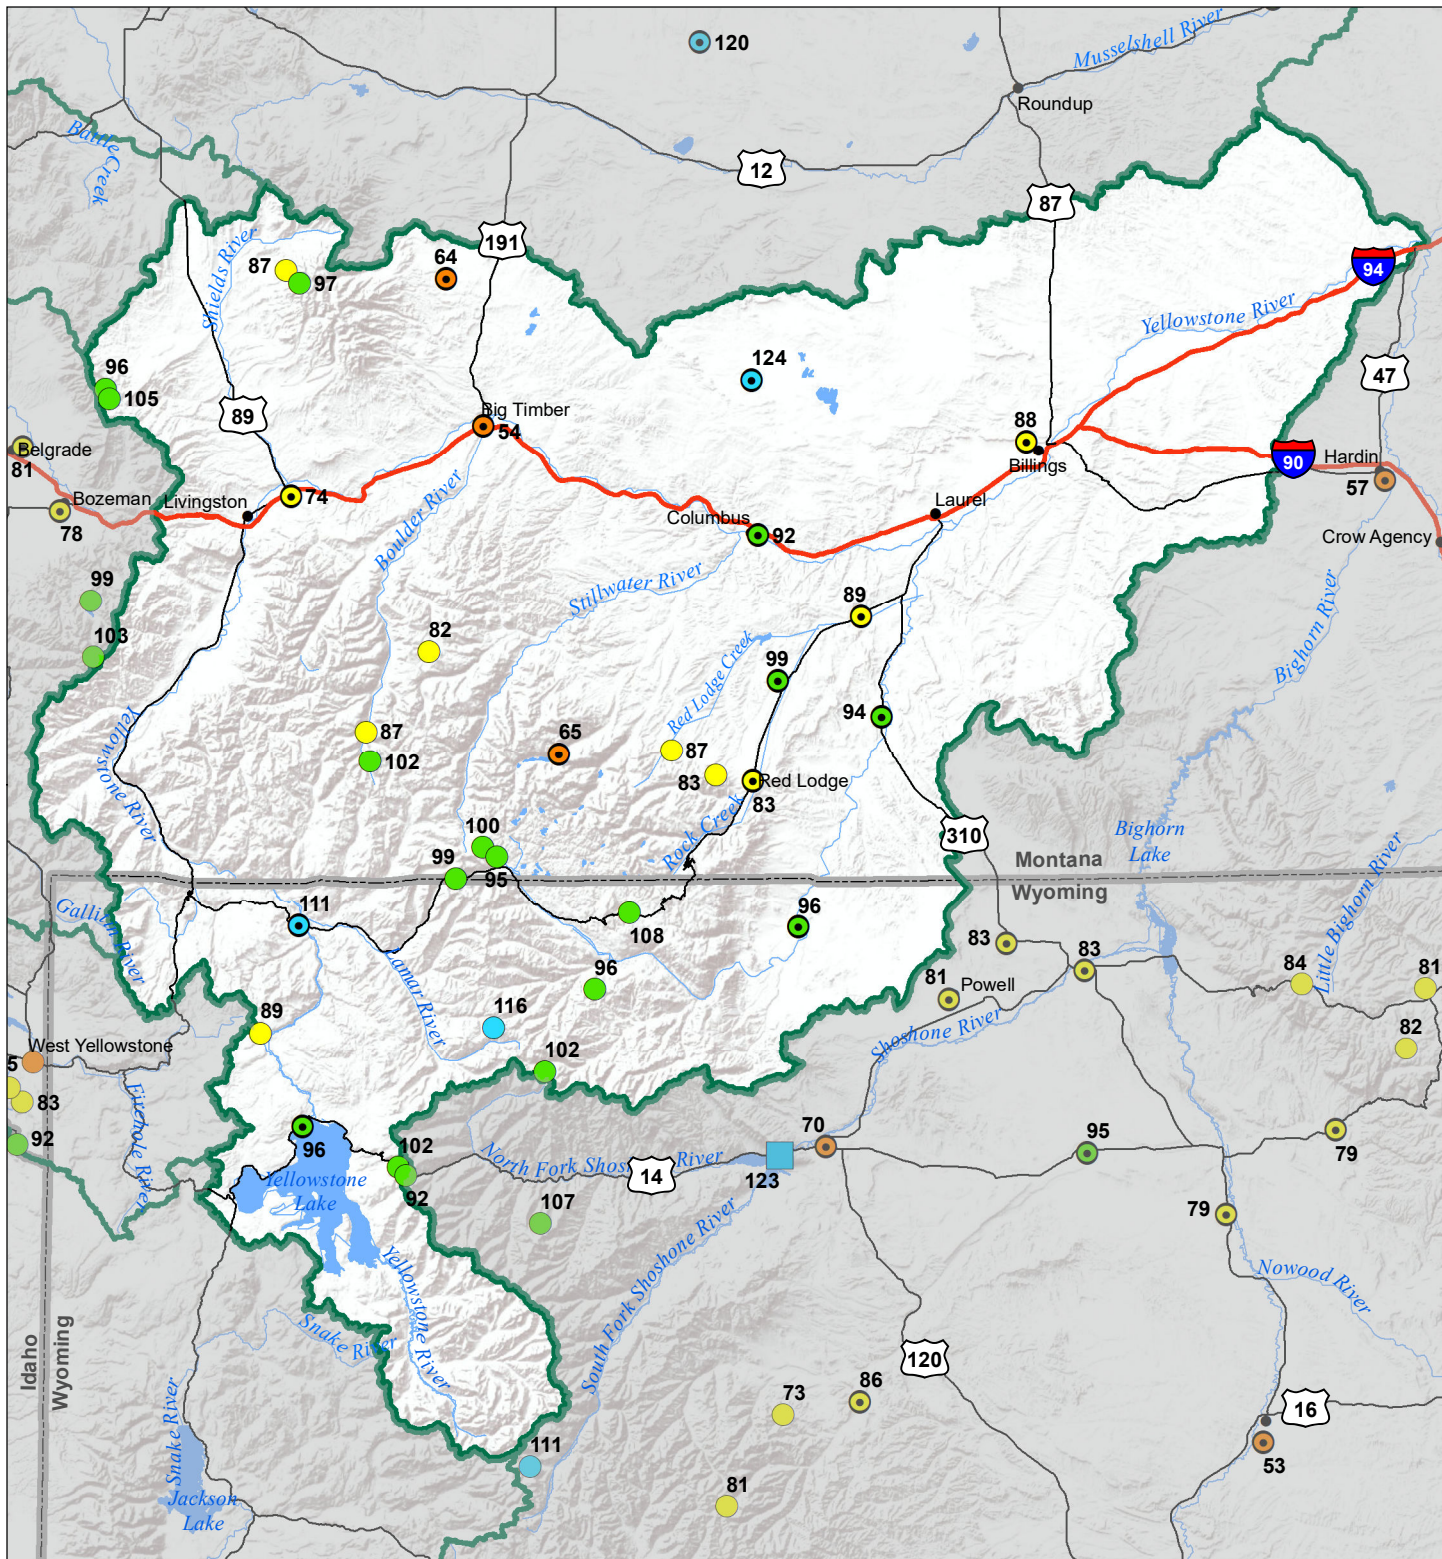 120
Musselshell River
Roundup
Battle Creek
12
87
191
Shields River
87
97
64
94
Yellowstone River
124
96
105
89
47
Big Timber
54
88
Billings
Belgrade
81
90
Hardin
57
Bozeman
78
Livingston
74
Laurel
Columbus
92
Crow Agency
Boulder River
Stillwater River
99
89
103
82
Red Lodge Creek
99
Bighorn River
94
Yellowstone River
87
102
65
87
83
Red Lodge
83
Rock Creek
310
Bighorn
Lake
100
99
95
Montana
Wyoming
Little Bighorn River
Gallatin River
111
108
96
83
83
Lamar River
96
81
Powell
84
81
116
Shoshone River
89
82
West Yellowstone
5
83
102
Firehole River
92
96
70
95
79
102
North Fork Shoshone River
14
123
92
Yellowstone
Lake
107
79
South Fork Shoshone River
Yellowstone River
Nowood River
Snake River
Idaho
Wyoming
120
86
73
16
Snake River
111
53
81
Jackson
Lake